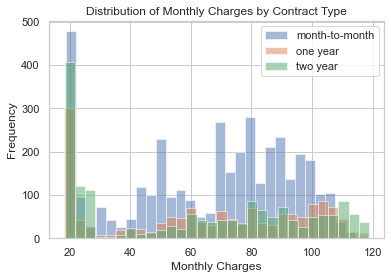 Distribution of Monthly Charges by Contract Type
Frequency
500
400
300
200
100
0
month-to-month
one year
two year
20 40 60 80 100 120
Monthly Charges